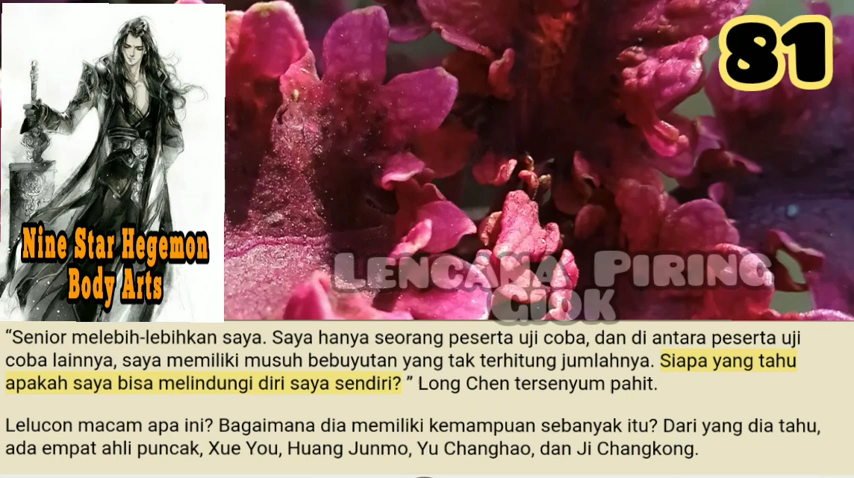 81
Nine Star Hegemon
Body Arts
Lencana Piring
Giok
“Senior melebih-lebihkan saya. Saya hanya seorang peserta uji coba, dan di antara peserta uji
coba lainnya, saya memiliki musuh bebuyutan yang tak terhitung jumlahnya. Siapa yang tahu
apakah saya bisa melindungi diri saya sendiri? ” Long Chen tersenyum pahit.
Lelucon macam apa ini? Bagaimana dia memiliki kemampuan sebanyak itu? Dari yang dia tahu,
ada empat ahli puncak, Xue You, Huang Junmo, Yu Changhao, dan Ji Changkong.